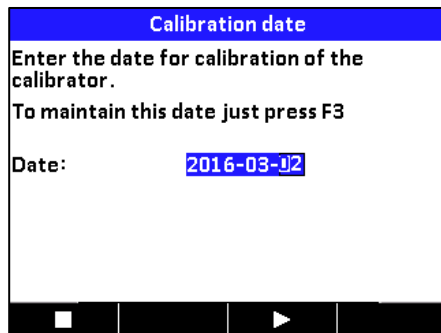 Calibration date
Enter the date for calibration of the
calibrator.
To maintain this date just press F3
Date: 2016-03-02